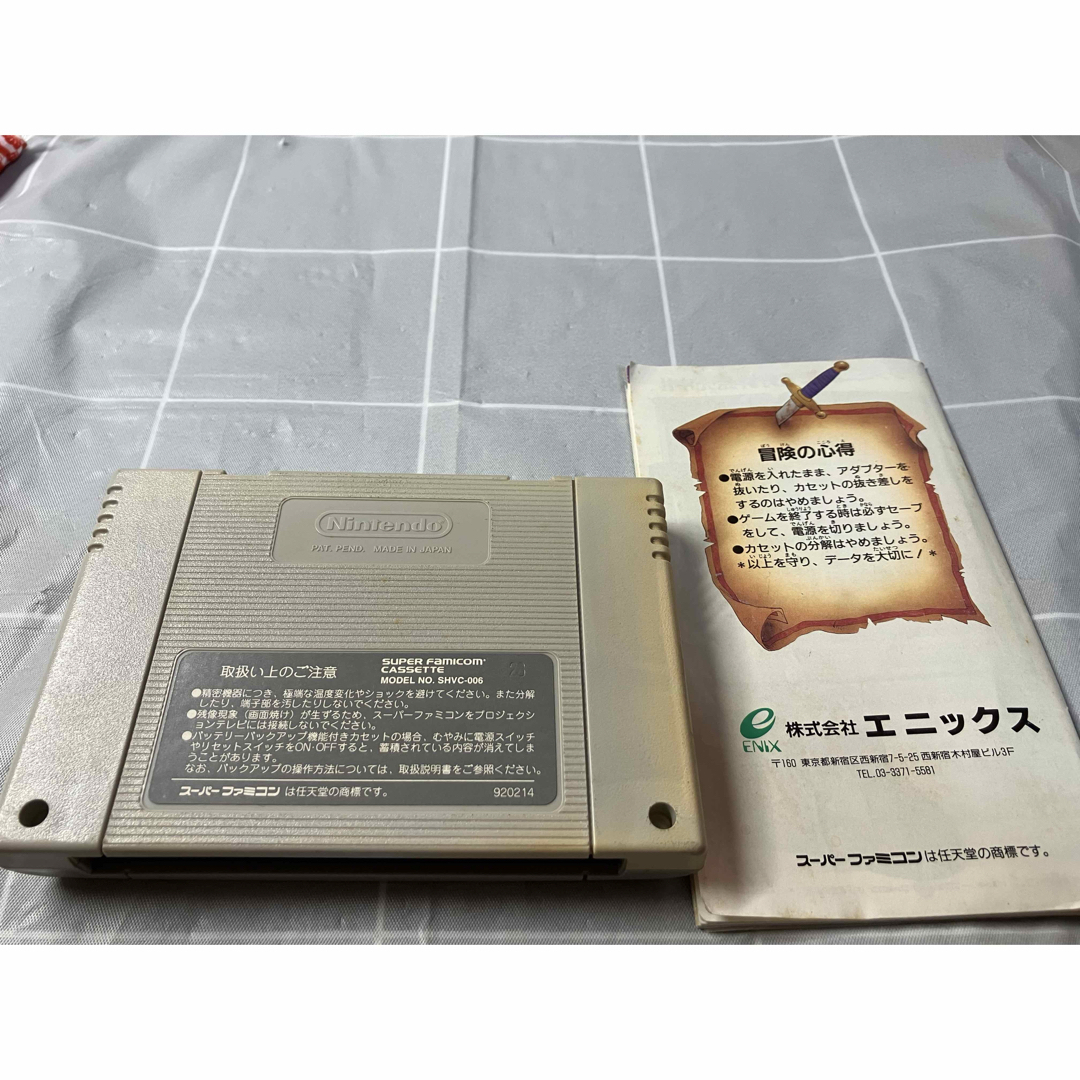 Nintendo
PAT. PEND. MADE IN JAPAN
取扱い上のご注意
SUPER FAMICOM
CASSETTE
MODEL NO. SHVC-006
●精密機器につき、極端な温度変化やショックを避けてください。また分解
したり、端子部を汚したりしないでください。
●残像現象(画面焼け)が生ずるため、スーパーファミコンをプロジェクシ
ョンテレビには接続しないでください。
●バッテリーバックアップ機能付きカセットの場合、むやみに電源スイッチ
やリセットスイッチをON·OFFすると、蓄積されている内容が消えてしま
うことがあります。
なお、バックアップの操作方法については、取扱説明書をご参照ください。
スーパーファミコンは任天堂の商標です。
920214
冒険の心得
●電源を入れたまま、アダプターを
抜いたり、カセットの抜き差しを
するのはやめましょう。
●ゲームを終了する時は必ずセーブ
をして、電源を切りましょう。
●カセットの分解はやめましょう。
*以上を守り、データを大切に!*
ENIX
株式会社エニックス
〒160 東京都新宿区西新宿7-5-25 西新宿木村屋ビル3F
TEL.03-3371-5581
スーパーファミコンは任天堂の商標です。